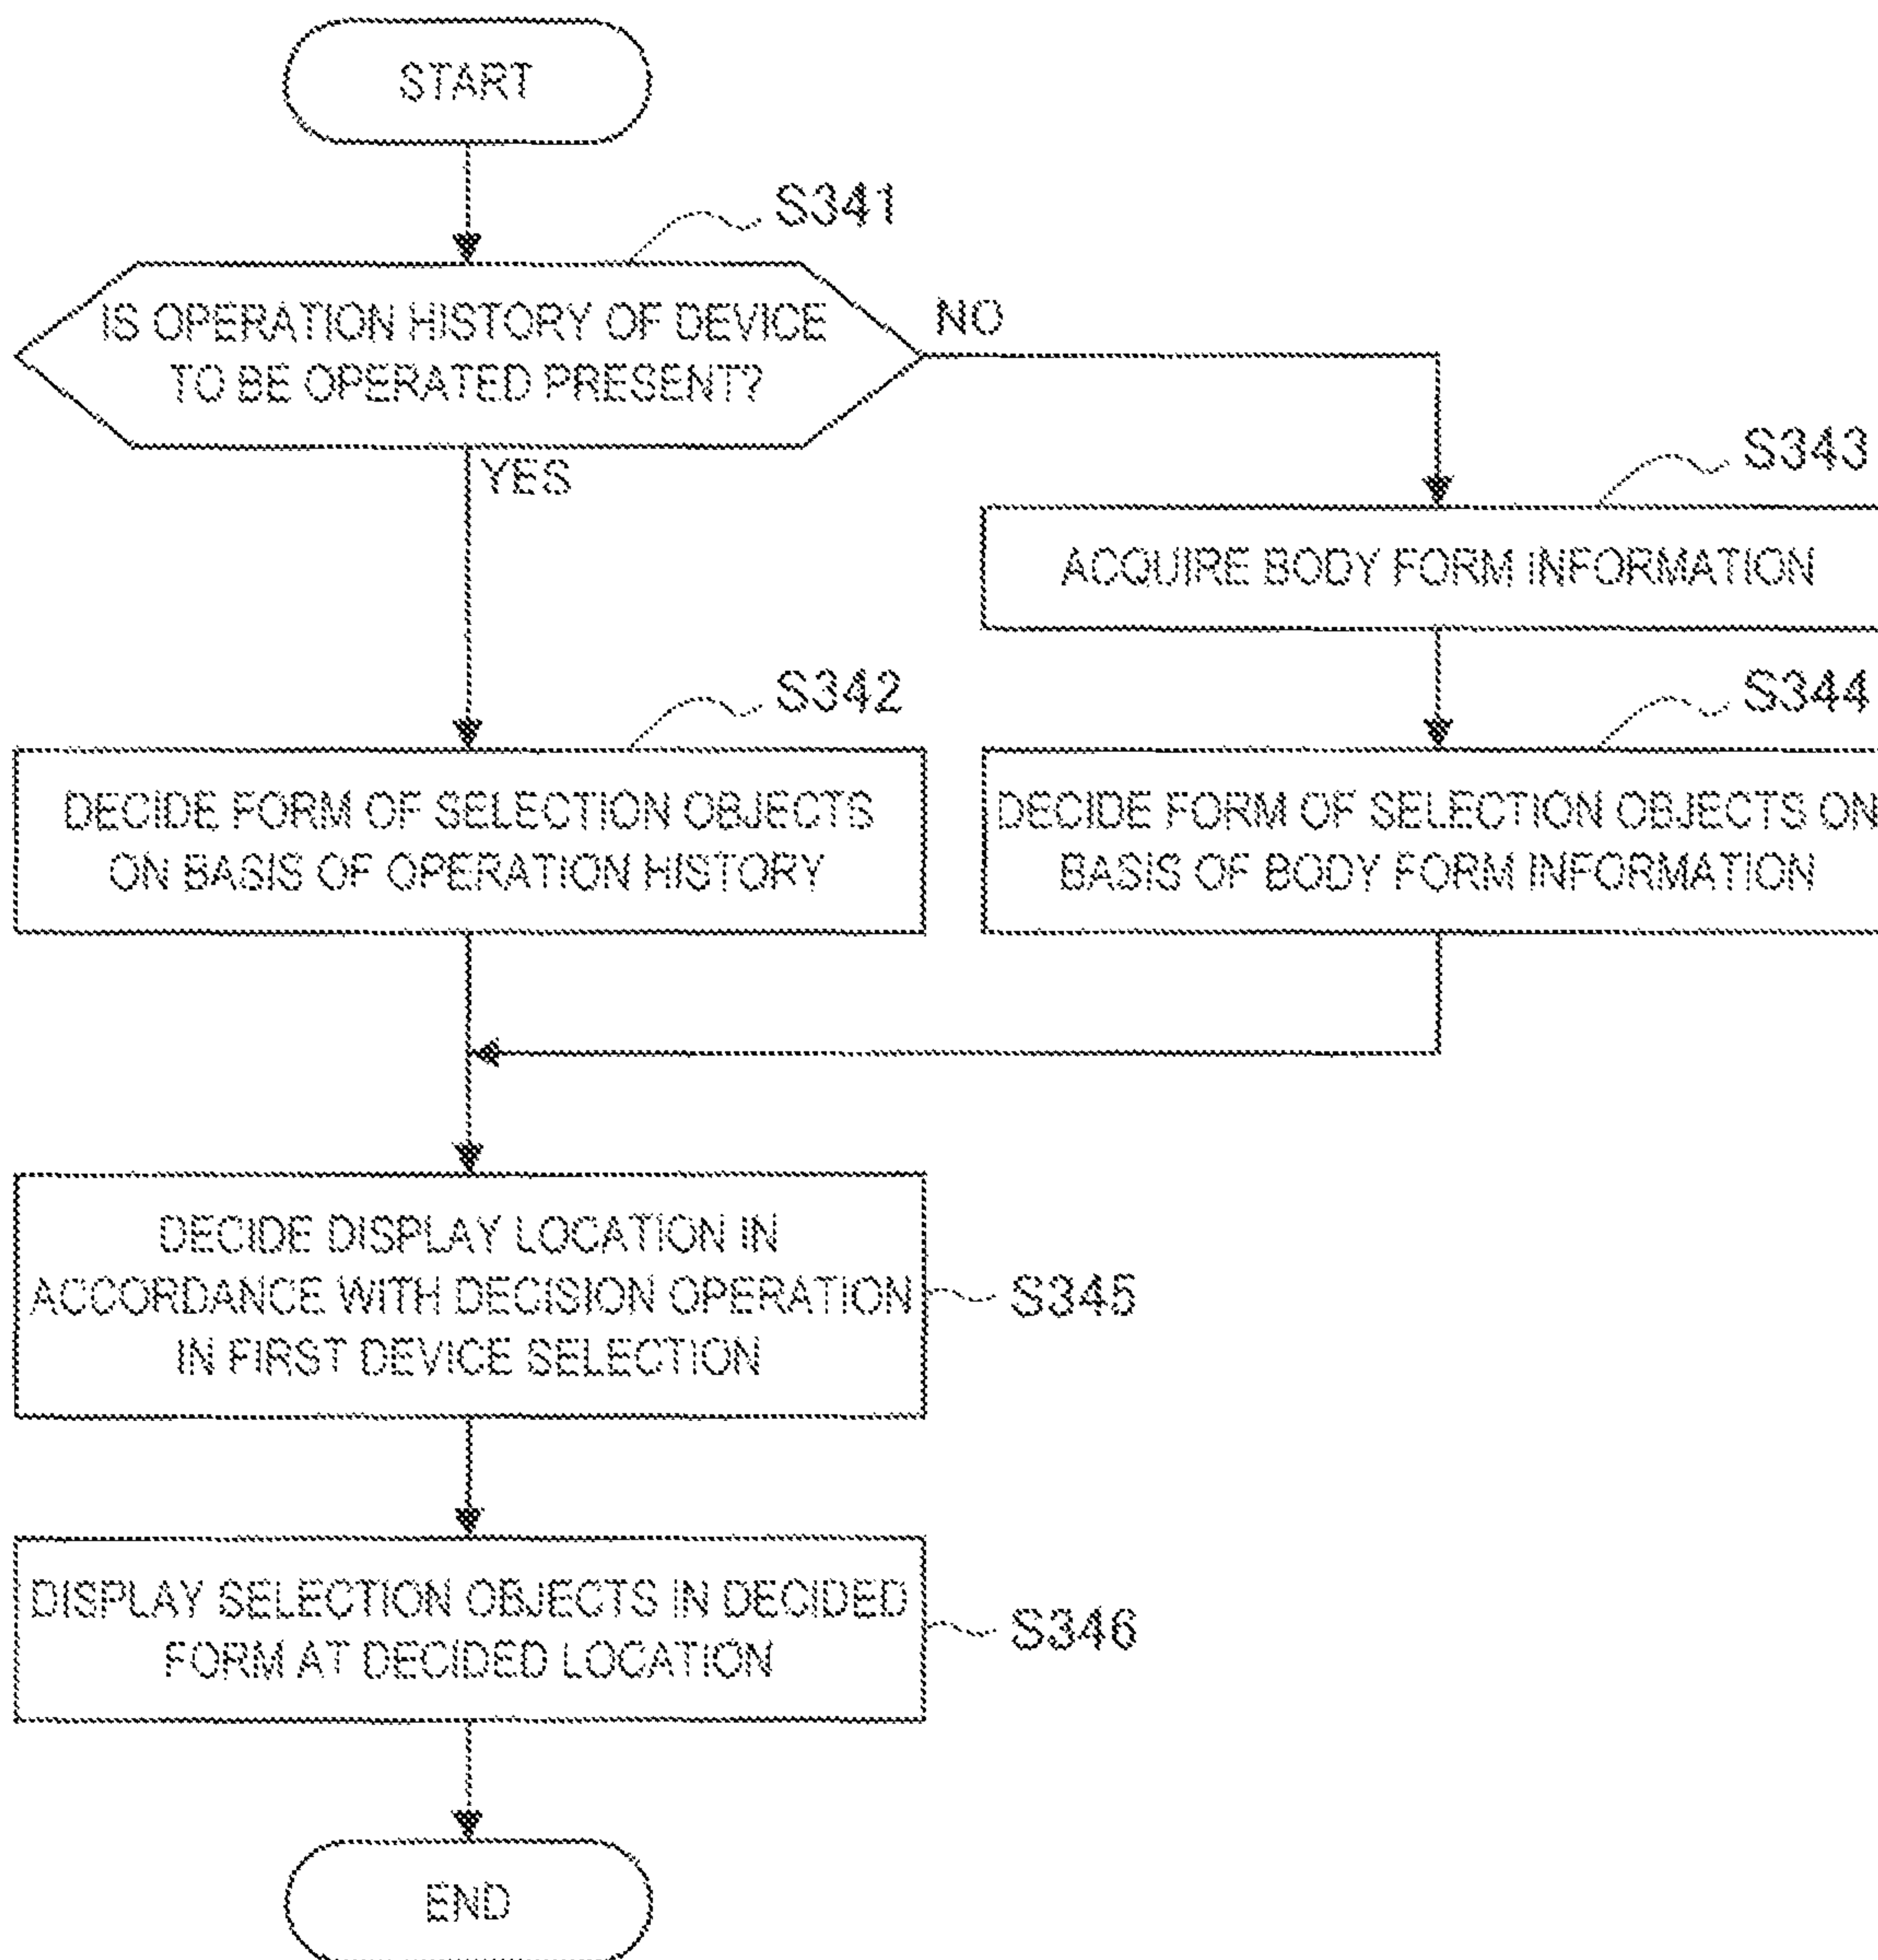 START
S341
IS OPERATION HISTORY OF DEVICE
TO BE OPERATED PRESENT?
NO
YES
S343
ACQUIRE BODY FORM INFORMATION
S342
DECIDE FORM OF SELECTION OBJECTS
ON BASIS OF OPERATION HISTORY
S344
DECIDE FORM OF SELECTION OBJECTS ON
BASIS OF BODY FORM INFORMATION
DECIDE DISPLAY LOCATION IN
ACCORDANCE WITH DECISION OPERATION
IN FIRST DEVICE SELECTION
S345
DISPLAY SELECTION OBJECTS IN DECIDED
FORM AT DECIDED LOCATION
S346
END